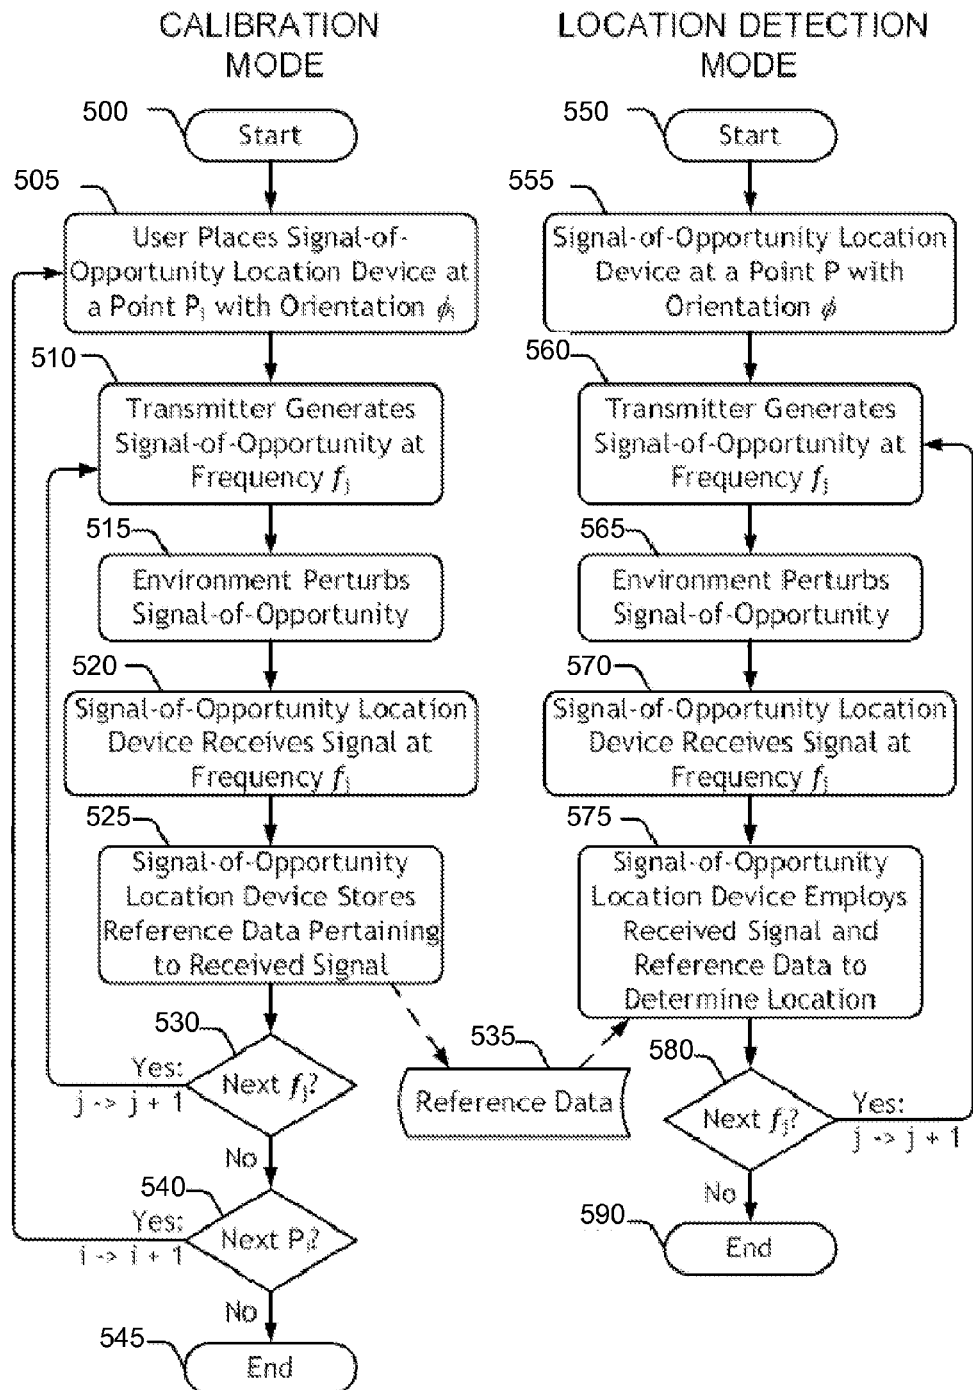 CALIBRATION
MODE
500
Start
505
User Places Signal-of-
Opportunity Location Device at
a Point Pi with Orientation ϕi
510
Transmitter Generates
Signal-of-Opportunity at
Frequency fj
515
Environment Perturbs
Signal-of-Opportunity
520
Signal-of-Opportunity Location
Device Receives Signal at
Frequency fj
525
Signal-of-Opportunity
Location Device Stores
Reference Data Pertaining
to Received Signal
530
Next fj?
Yes:
j -> j + 1
No
540
Next Pi?
Yes:
i -> i + 1
No
545
End
535
Reference Data
LOCATION DETECTION
MODE
550
Start
555
Signal-of-Opportunity Location
Device at a Point P with
Orientation ϕ
560
Transmitter Generates
Signal-of-Opportunity at
Frequency fj
565
Environment Perturbs
Signal-of-Opportunity
570
Signal-of-Opportunity Location
Device Receives Signal at
Frequency fj
575
Signal-of-Opportunity
Location Device Employs
Received Signal and
Reference Data to
Determine Location
580
Next fj?
Yes:
j -> j + 1
No
590
End